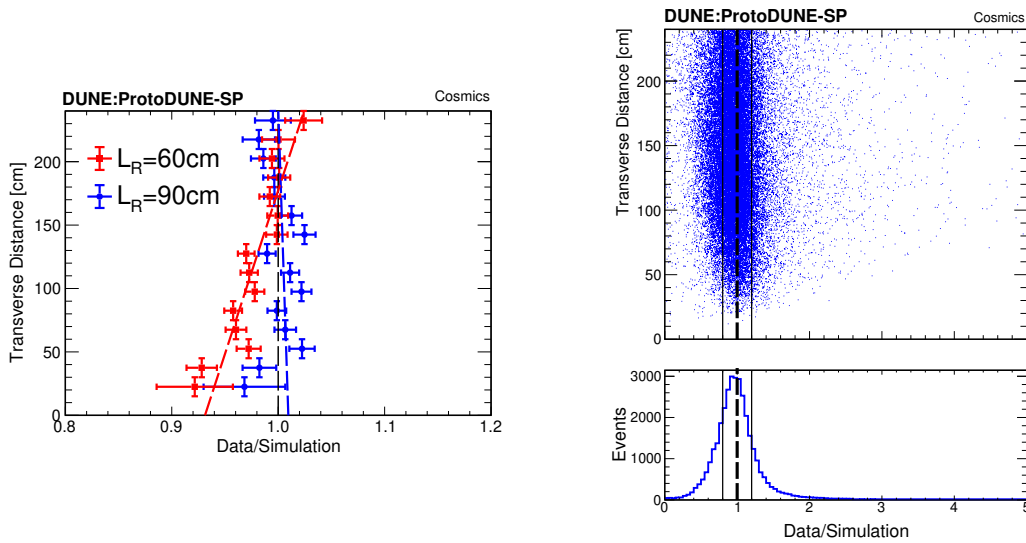 DUNE:ProtoDUNE-SP Cosmics
Transverse Distance [cm]
200
150
100
50
0
L_R=60cm
L_R=90cm
0.8 0.9 1.0 1.1 1.2
Data/Simulation
DUNE:ProtoDUNE-SP Cosmics
Transverse Distance [cm]
200
150
100
50
0
Events
3000
2000
1000
0
0 1 2 3 4 5
Data/Simulation